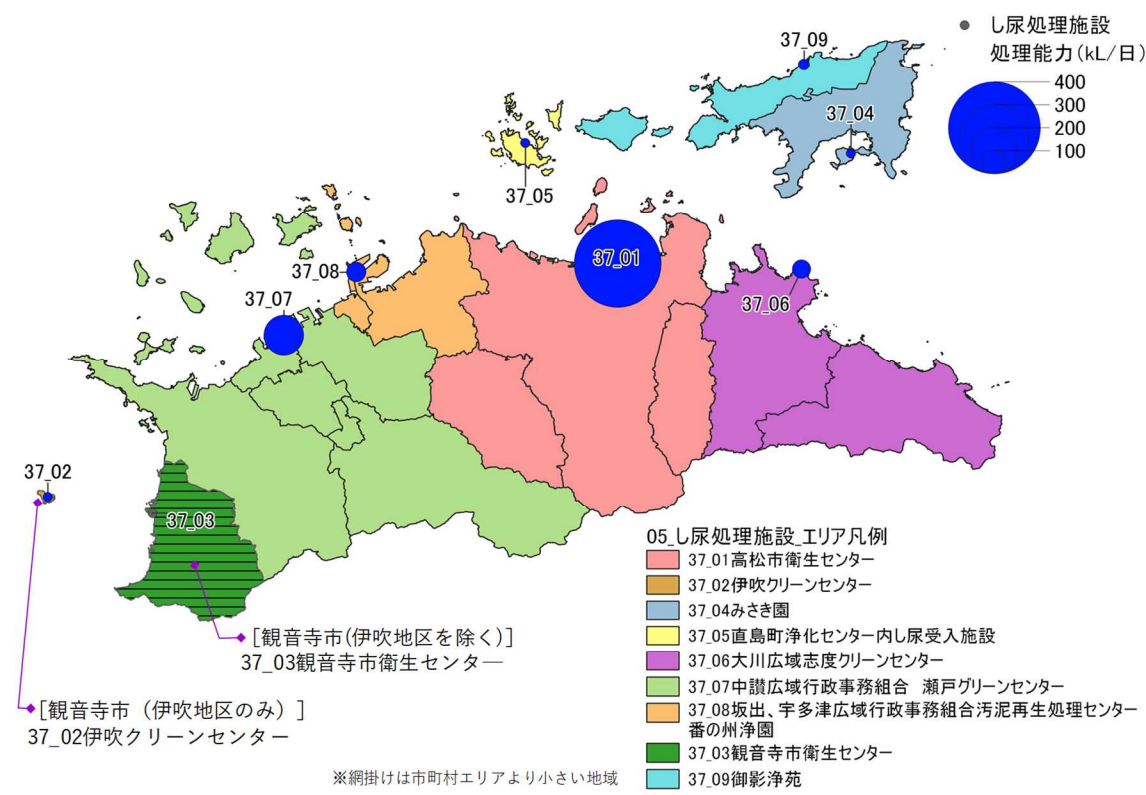 し尿処理施設
処理能力(kL/日)
400
300
200
100
37_09
37_04
37_05
37_01
37_08
37_06
37_07
37_02
37_03
[観音寺市(伊吹地区を除く)]
37_03観音寺市衛生センター
[観音寺市（伊吹地区のみ）]
37_02伊吹クリーンセンター
05_し尿処理施設_エリア凡例
37_01高松市衛生センター
37_02伊吹クリーンセンター
37_04みさき園
37_05直島町浄化センター内し尿受入施設
37_06大川広域志度クリーンセンター
37_07中讃広域行政事務組合　瀬戸グリーンセンター
37_08坂出、宇多津広域行政事務組合汚泥再生処理センター
番の州浄園
37_03観音寺市衛生センター
37_09御影浄苑
※網掛けは市町村エリアより小さい地域